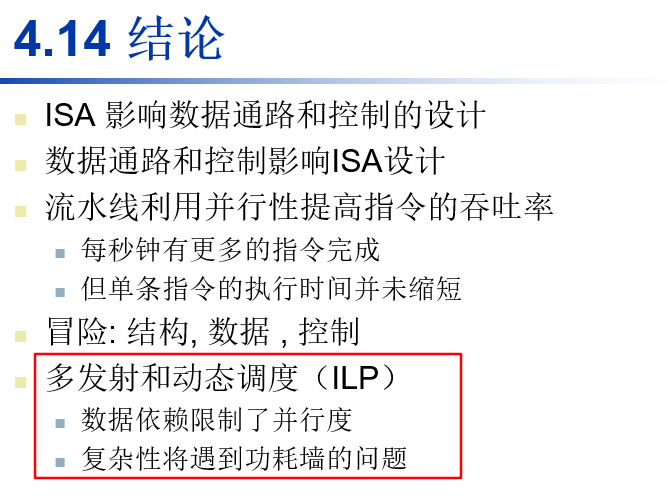 4.14 结论
ISA 影响数据通路和控制的设计
数据通路和控制影响ISA设计
流水线利用并行性提高指令的吞吐率
每秒钟有更多的指令完成
但单条指令的执行时间并未缩短
冒险: 结构, 数据 , 控制
多发射和动态调度（ILP）
数据依赖限制了并行度
复杂性将遇到功耗墙的问题